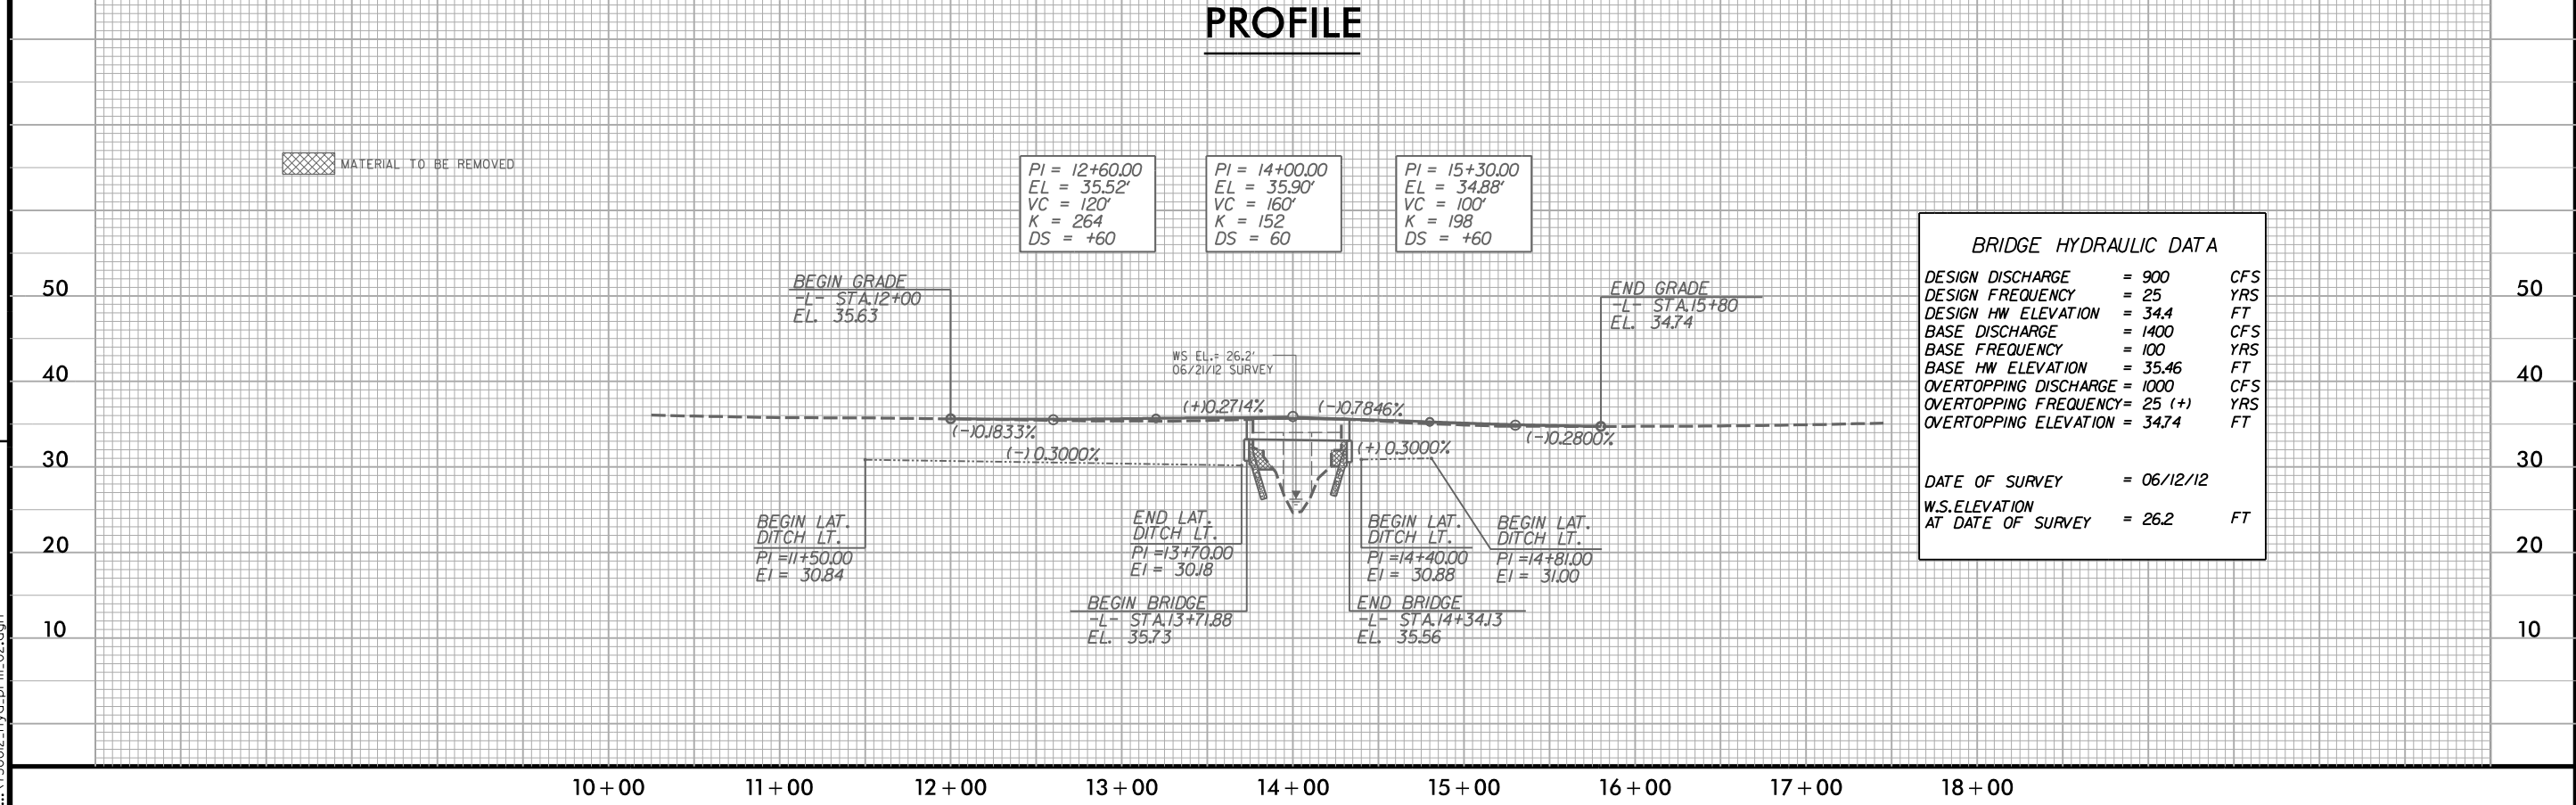 PROFILE
MATERIAL TO BE REMOVED
PI = 12+60.00
EL = 35.52'
VC = 120'
K = 264
DS = +60
PI = 14+00.00
EL = 35.90'
VC = 160'
K = 152
DS = 60
PI = 15+30.00
EL = 34.88'
VC = 100'
K = 198
DS = +60
BRIDGE HYDRAULIC DATA
DESIGN DISCHARGE = 900 CFS
DESIGN FREQUENCY = 25 YRS
DESIGN HW ELEVATION = 34.4 FT
BASE DISCHARGE = 1400 CFS
BASE FREQUENCY = 100 YRS
BASE HW ELEVATION = 35.46 FT
OVERTOPPING DISCHARGE = 1000 CFS
OVERTOPPING FREQUENCY = 25 (+) YRS
OVERTOPPING ELEVATION = 34.74 FT
DATE OF SURVEY = 06/12/12
W.S.ELEVATION
AT DATE OF SURVEY = 26.2 FT
BEGIN GRADE
-L- STA.12+00
EL. 35.63
END GRADE
-L- STA.15+80
EL. 34.74
WS EL.= 26.2'
06/21/12 SURVEY
50
50
40
40
30
30
20
20
10
10
(+)0.2714%
(-)0.7846%
(-)0.1833%
(-)0.2800%
(-)0.3000%
(+)0.3000%
BEGIN LAT.
DITCH LT.
PI =11+50.00
El = 30.84
END LAT.
DITCH LT.
PI =13+70.00
El = 30.18
BEGIN LAT.
DITCH LT.
PI =14+40.00
El = 30.88
BEGIN LAT.
DITCH LT.
PI =14+81.00
El = 31.00
BEGIN BRIDGE
-L- STA.13+71.88
EL. 35.73
END BRIDGE
-L- STA.14+34.13
EL. 35.56
10+00
11+00
12+00
13+00
14+00
15+00
16+00
17+00
18+00